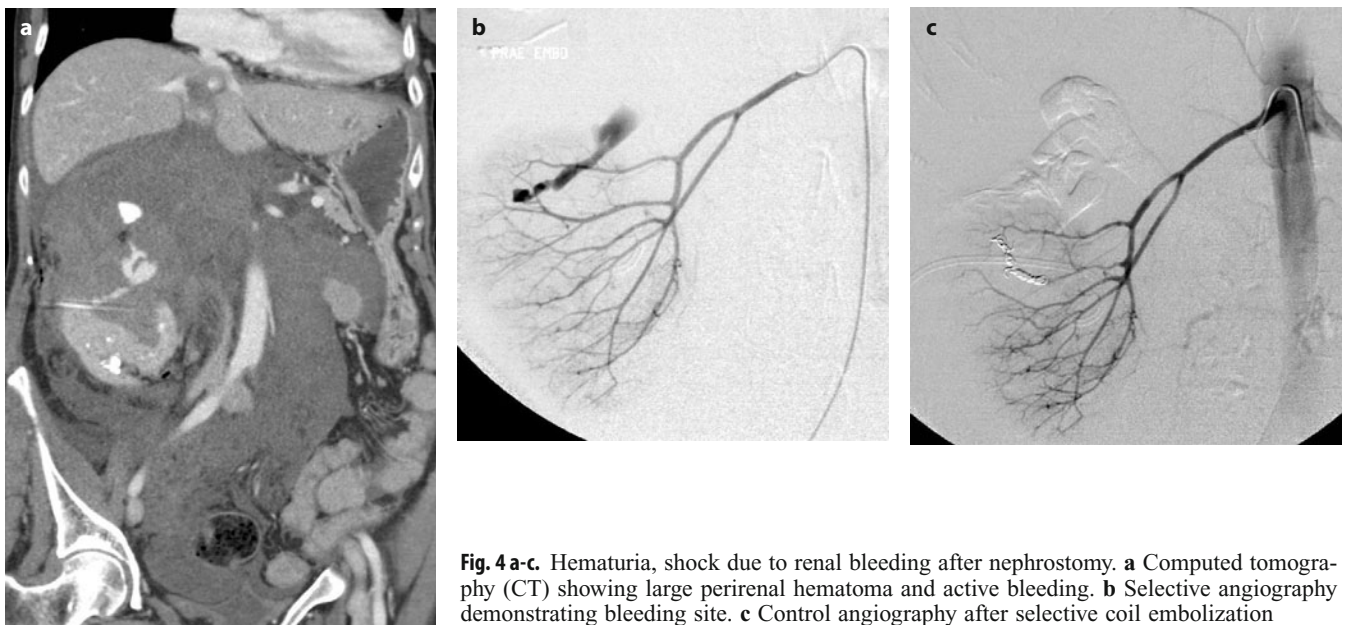 a
b
< PRAE EMBO
c
Fig. 4 a-c. Hematuria, shock due to renal bleeding after nephrostomy. a Computed tomogra-
phy (CT) showing large perirenal hematoma and active bleeding. b Selective angiography
demonstrating bleeding site. c Control angiography after selective coil embolization